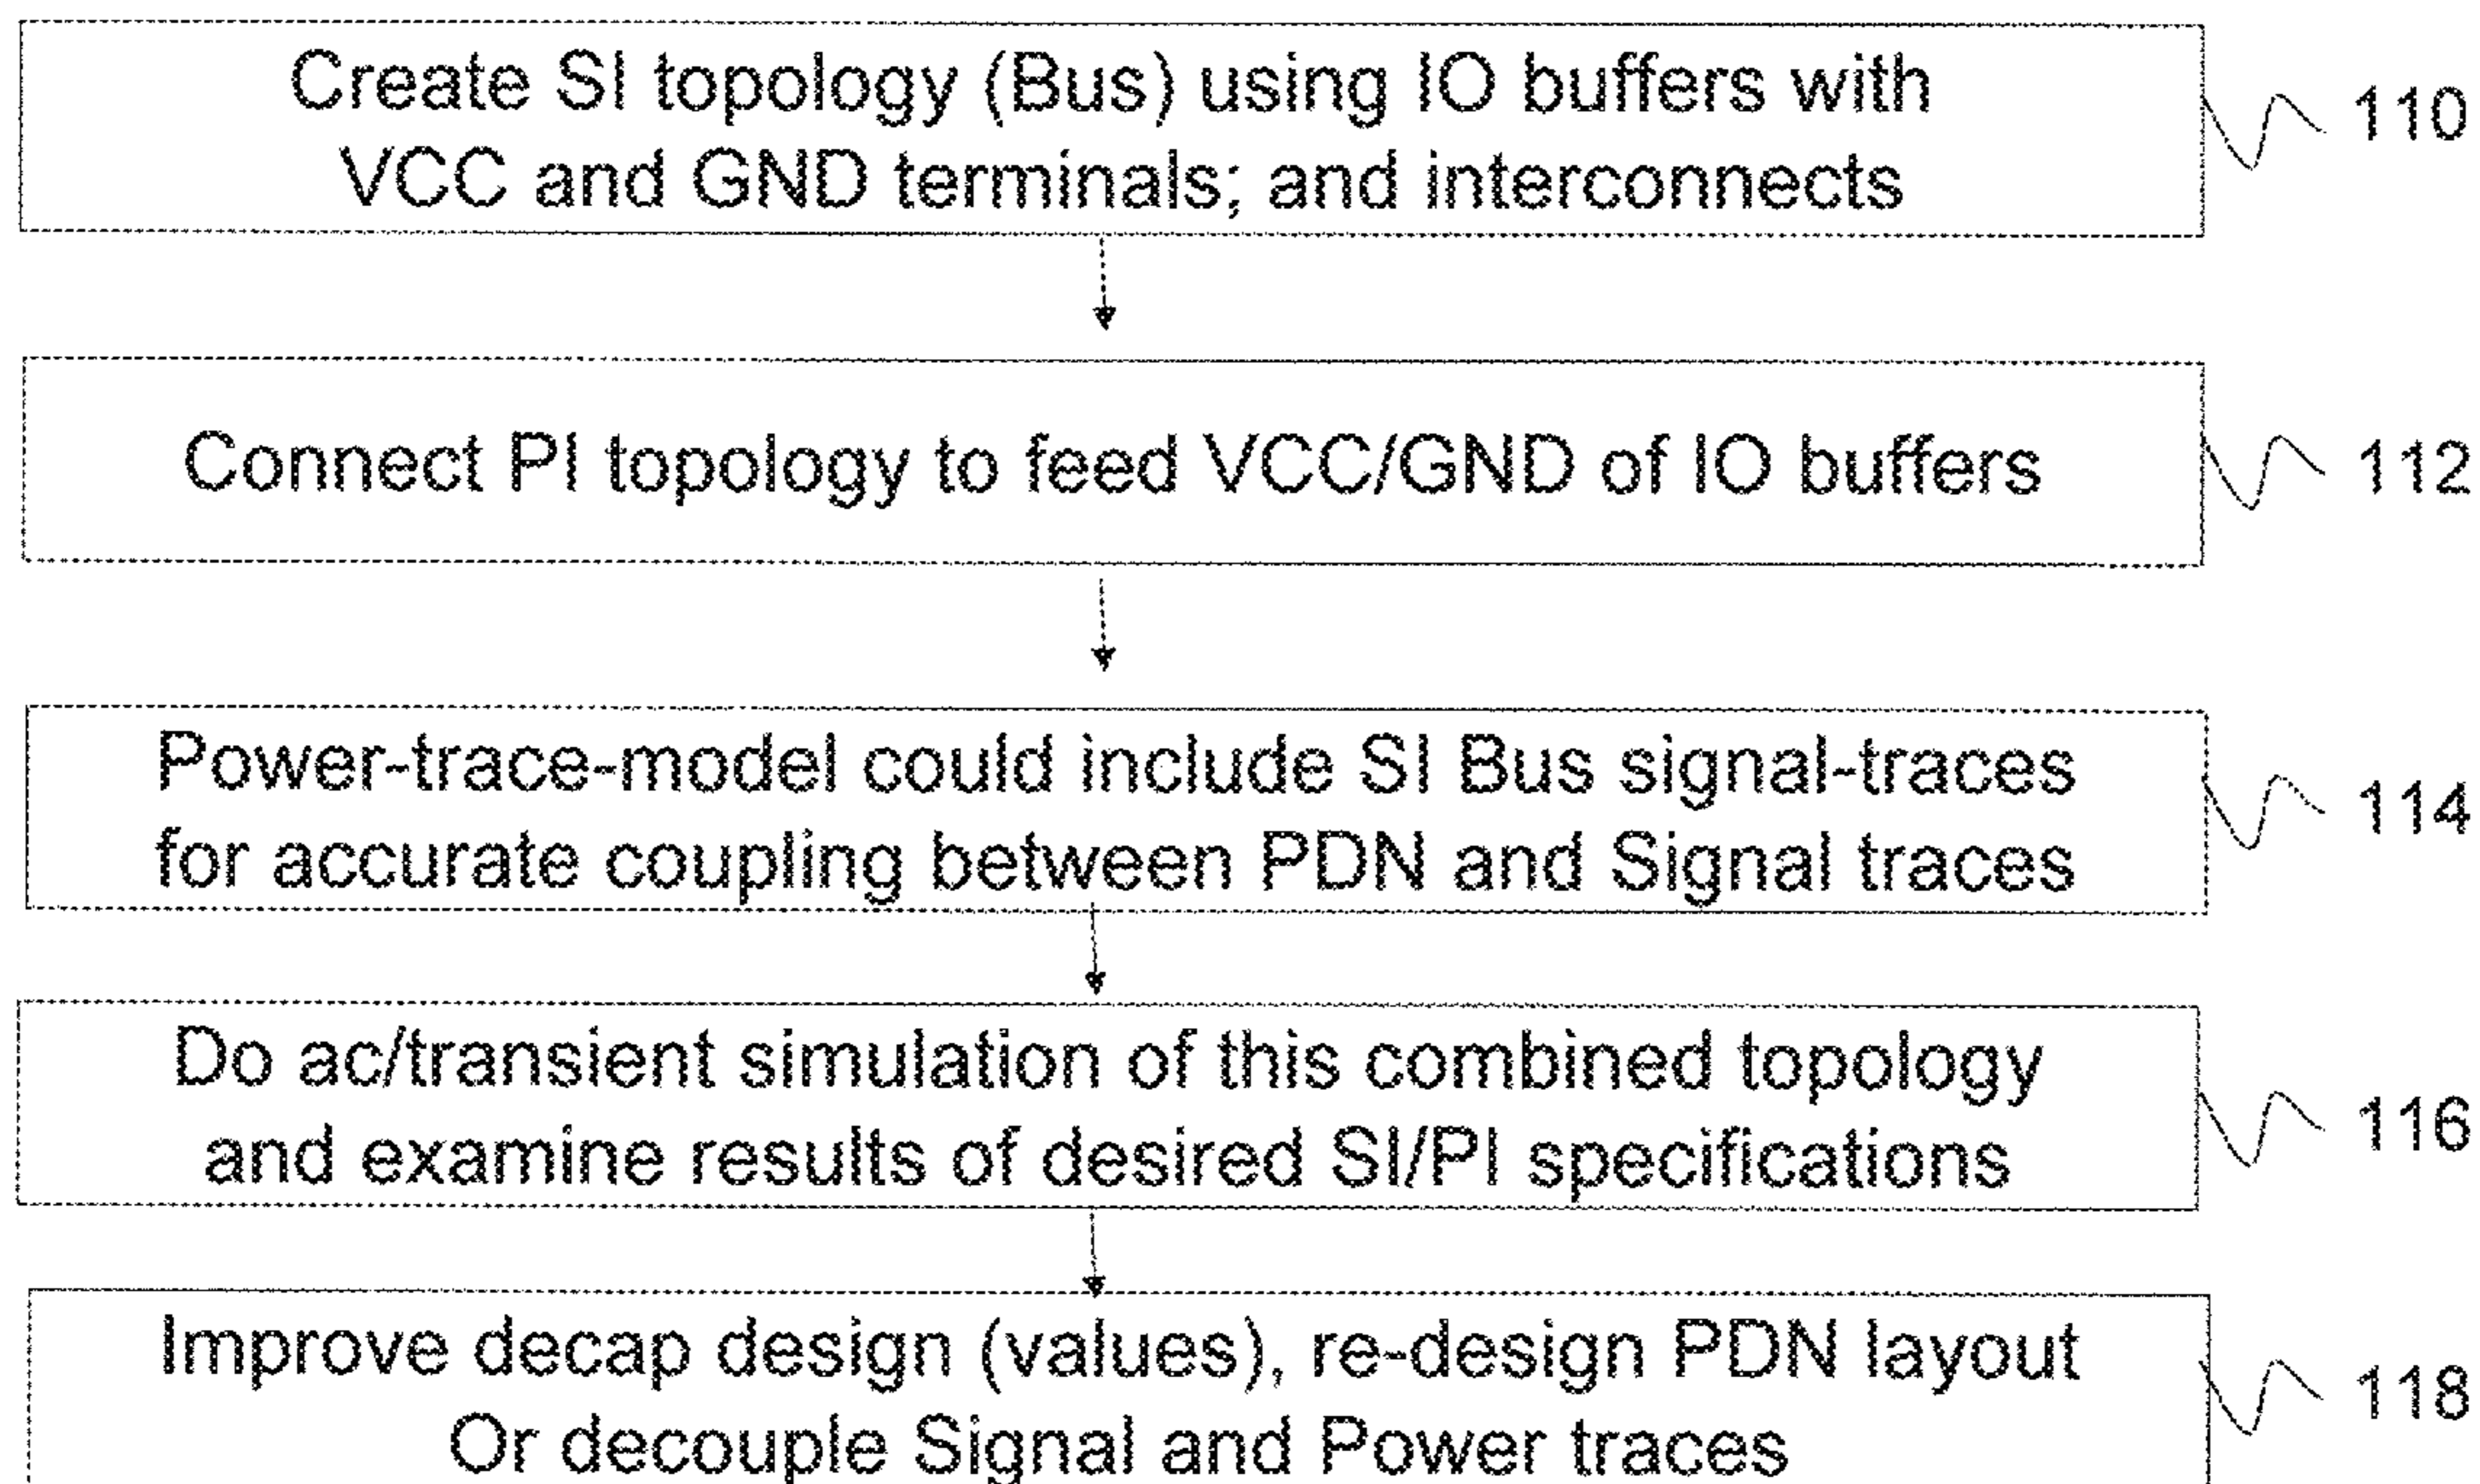 Create SI topology (Bus) using IO buffers with
VCC and GND terminals; and interconnects
110
Connect PI topology to feed VCC/GND of IO buffers
112
Power-trace-model could include SI Bus signal-traces
for accurate coupling between PDN and Signal traces
114
Do ac/transient simulation of this combined topology
and examine results of desired SI/PI specifications
116
Improve decap design (values), re-design PDN layout
Or decouple Signal and Power traces
118